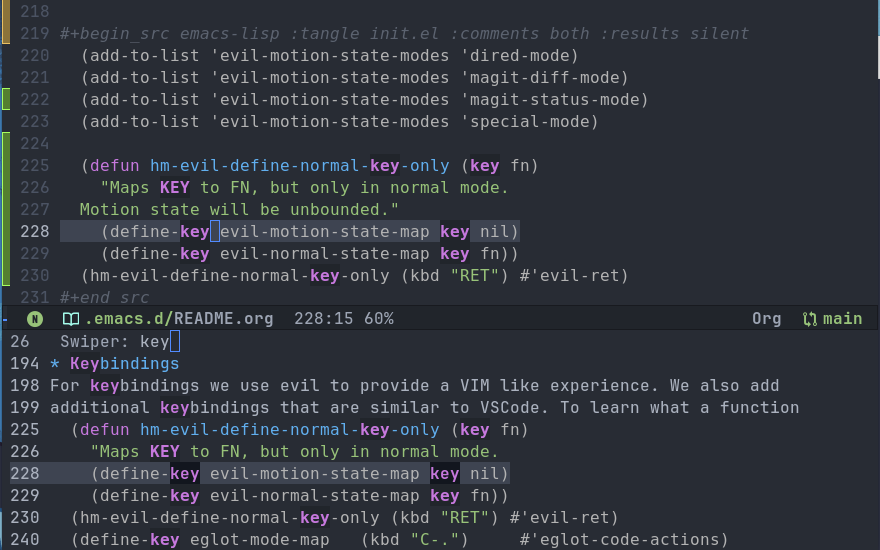 218
219 #+begin_src emacs-lisp :tangle init.el :comments both :results silent
220 (add-to-list 'evil-motion-state-modes 'dired-mode)
221 (add-to-list 'evil-motion-state-modes 'magit-diff-mode)
222 (add-to-list 'evil-motion-state-modes 'magit-status-mode)
223 (add-to-list 'evil-motion-state-modes 'special-mode)
224
225 (defun hm-evil-define-normal-key-only (key fn)
226 "Maps KEY to FN, but only in normal mode.
227 Motion state will be unbounded."
228 (define-key evil-motion-state-map key nil)
229 (define-key evil-normal-state-map key fn))
230 (hm-evil-define-normal-key-only (kbd "RET") #'evil-ret)
231 #+end_src
N .emacs.d/README.org 228:15 60% Org main
26 Swiper: key
194 * Keybindings
198 For keybindings we use evil to provide a VIM like experience. We also add
199 additional keybindings that are similar to VSCode. To learn what a function
225 (defun hm-evil-define-normal-key-only (key fn)
226 "Maps KEY to FN, but only in normal mode.
228 (define-key evil-motion-state-map key nil)
229 (define-key evil-normal-state-map key fn))
230 (hm-evil-define-normal-key-only (kbd "RET") #'evil-ret)
240 (define-key eglot-mode-map (kbd "C-.") #'eglot-code-actions)